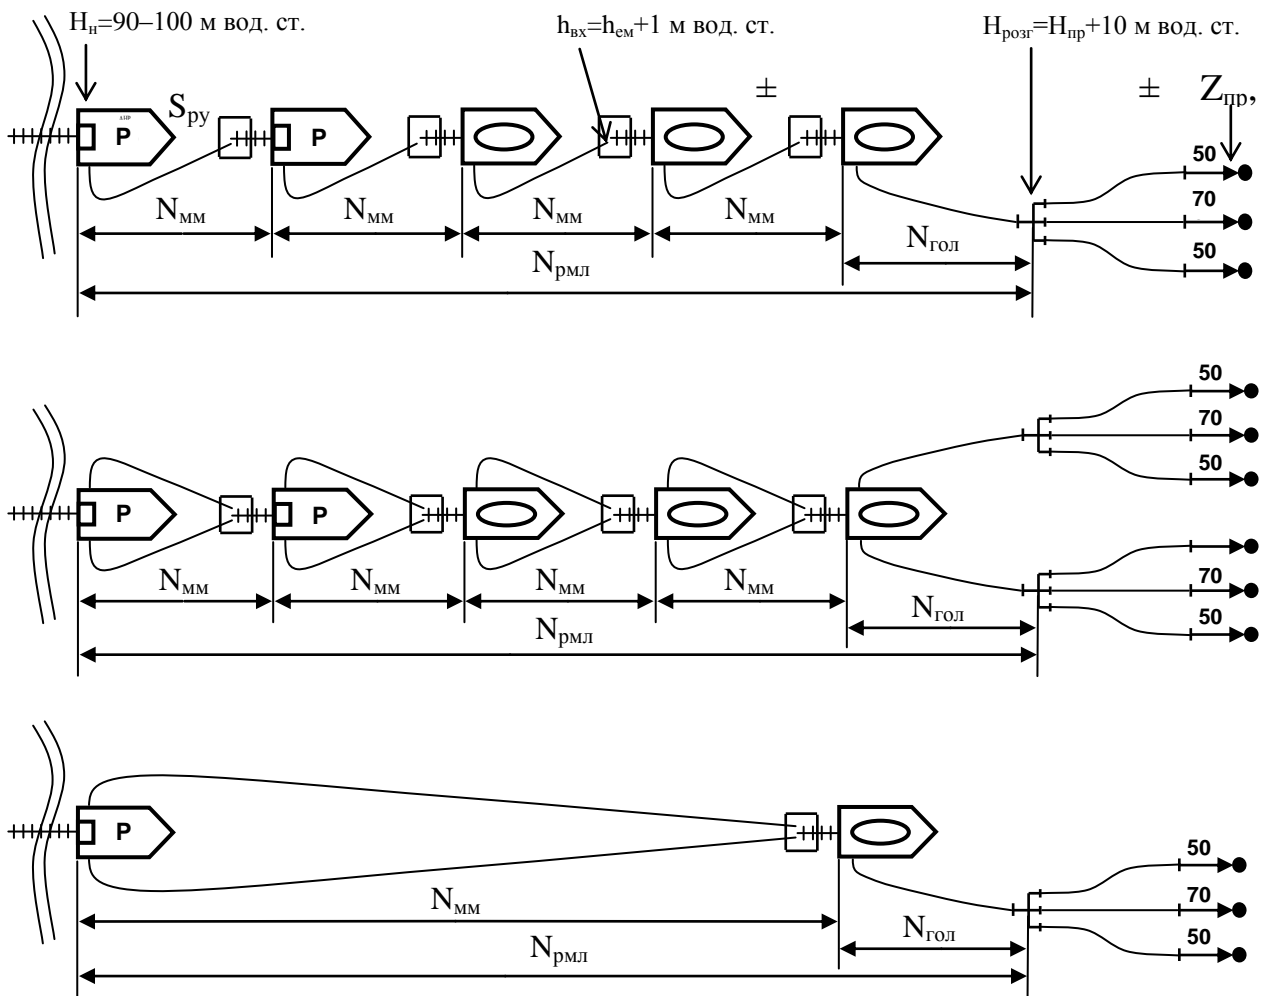 Hн=90–100 м вод. ст.
hвх=hем+1 м вод. ст.
Hрозг=Hпр+10 м вод. ст.
± ± Zпр,
Sру
P P
50
70
50
Nмм Nмм Nмм Nмм
Nгол
Nрмл
50
70
50
P P
70
50
Nмм Nмм Nмм Nмм
Nгол
Nрмл
P
50
70
50
Nмм
Nгол
Nрмл